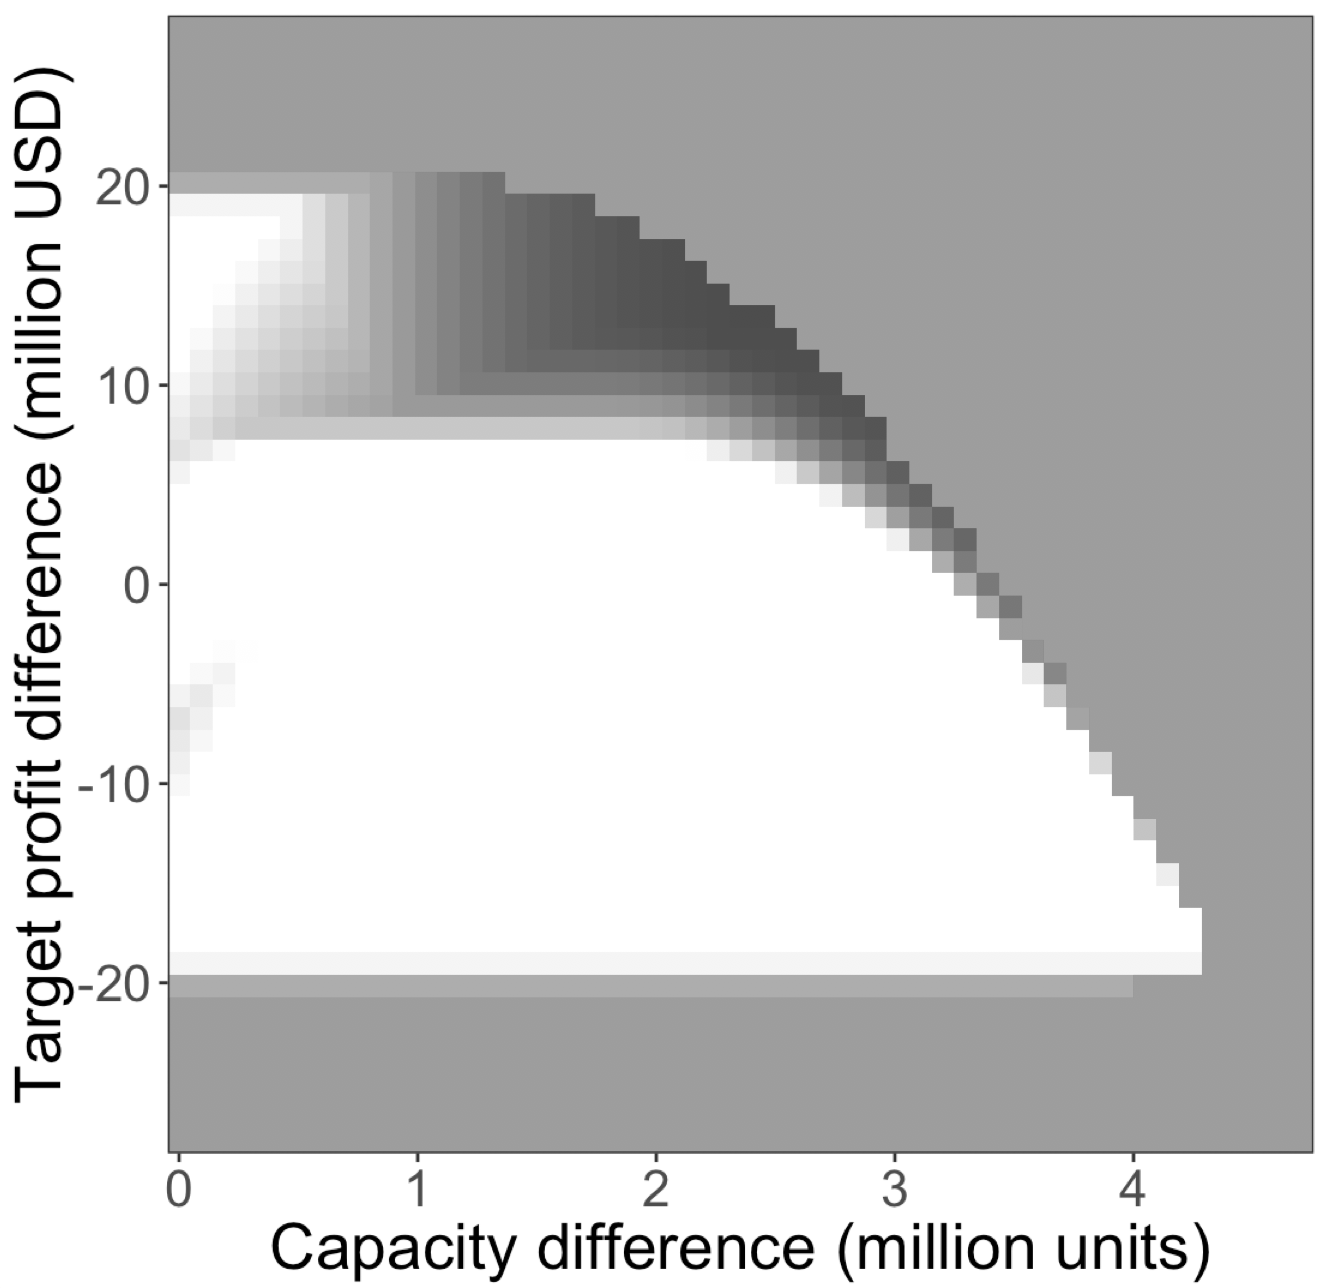 Target profit difference (million USD)
20
10
0
-10
-20
0 1 2 3 4
Capacity difference (million units)